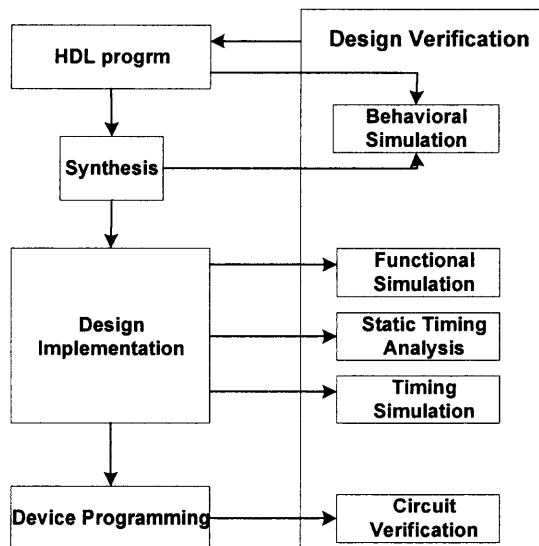 HDL progrm
Design Verification
Behavioral
Simulation
Synthesis
Functional
Simulation
Design
Implementation
Static Timing
Analysis
Timing
Simulation
Device Programming
Circuit
Verification